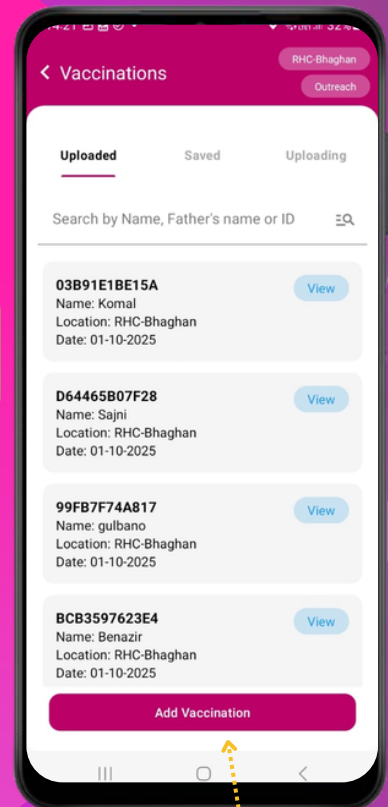 Vaccinations
RHC-Bhaghan
Outreach
Uploaded
Saved
Uploading
Search by Name, Father's name or ID
03B91E1BE15A
View
Name: Komal
Location: RHC-Bhaghan
Date: 01-10-2025
D64465B07F28
View
Name: Sajni
Location: RHC-Bhaghan
Date: 01-10-2025
99FB7F74A817
View
Name: gulbano
Location: RHC-Bhaghan
Date: 01-10-2025
BCB3597623E4
View
Name: Benazir
Location: RHC-Bhaghan
Date: 01-10-2025
Add Vaccination